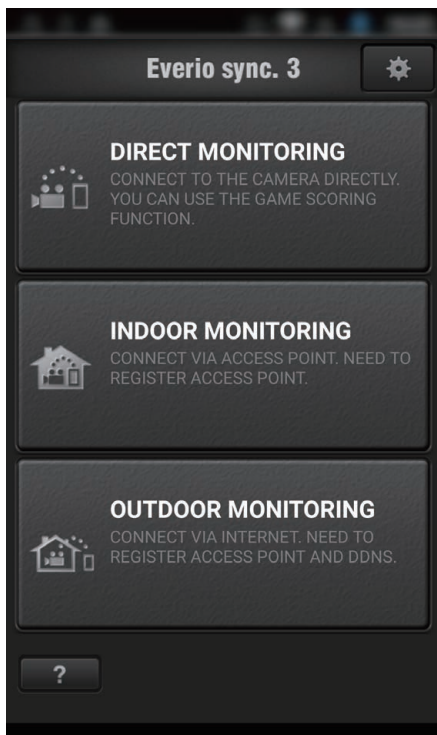 Everio sync. 3
DIRECT MONITORING
CONNECT TO THE CAMERA DIRECTLY.
YOU CAN USE THE GAME SCORING
FUNCTION.
INDOOR MONITORING
CONNECT VIA ACCESS POINT. NEED TO
REGISTER ACCESS POINT.
OUTDOOR MONITORING
CONNECT VIA INTERNET. NEED TO
REGISTER ACCESS POINT AND DDNS.
?